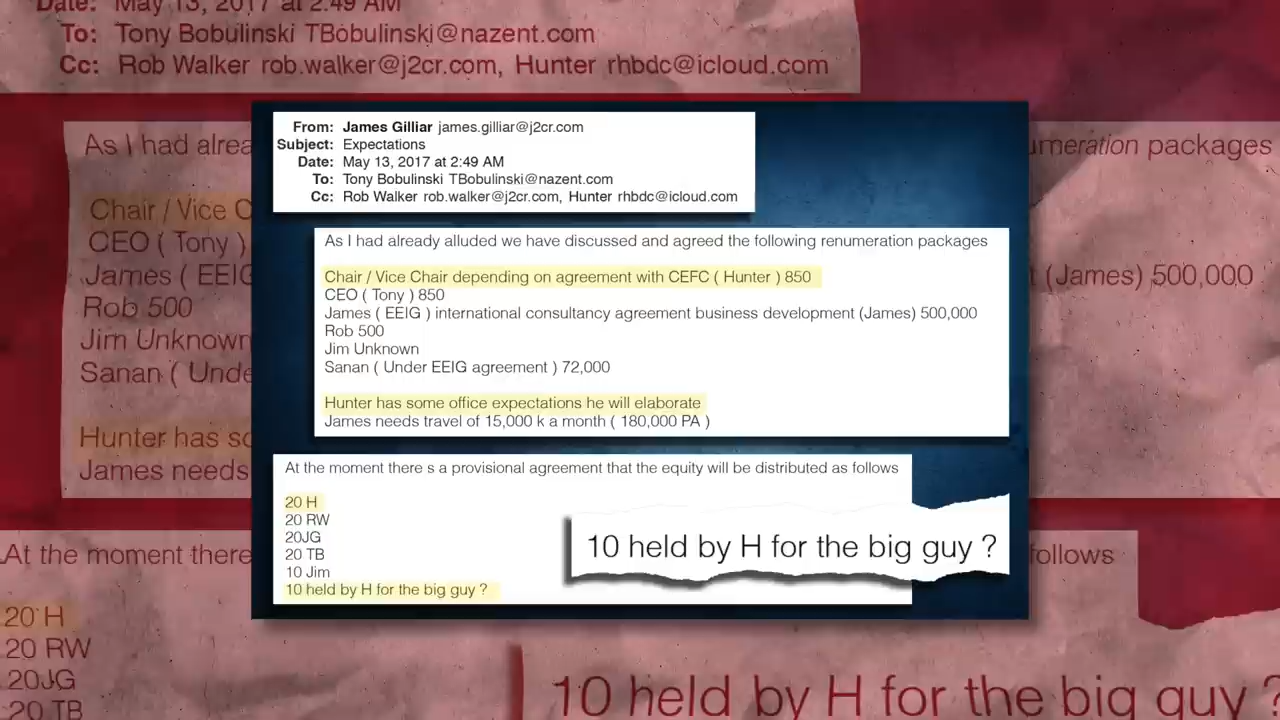 Date: May 13, 2017 at 2:49 AM
To: Tony Bobulinski TBobulinski@nazent.com
Cc: Rob Walker rob.walker@j2cr.com, Hunter rhbdc@icloud.com
From: James Gilliar james.gilliar@j2cr.com
Subject: Expectations
Date: May 13, 2017 at 2:49 AM
To: Tony Bobulinski TBobulinski@nazent.com
Cc: Rob Walker rob.walker@j2cr.com, Hunter rhbdc@icloud.com
As I had already alluded we have discussed and agreed the following renumeration packages
Chair / Vice Chair depending on agreement with CEFC ( Hunter ) 850
CEO ( Tony ) 850
James ( EEIG ) international consultancy agreement business development (James) 500,000
Rob 500
Jim Unknown
Sanan ( Under EEIG agreement ) 72,000
Hunter has some office expectations he will elaborate
James needs travel of 15,000 k a month ( 180,000 PA )
At the moment there s a provisional agreement that the equity will be distributed as follows
20 H
20 RW
20JG
20 TB
10 Jim
10 held by H for the big guy ?
10 held by H for the big guy ?
As I had alrea
meration packages
Chair / Vice C
CEO ( Tony )
James ( EEIG
t (James) 500,000
Rob 500
Jim Unknown
Sanan ( Unde
Hunter has so
James needs
At the moment there
follows
20 H
20 RW
20JG
20 TB
10 held by H for the big guy ?